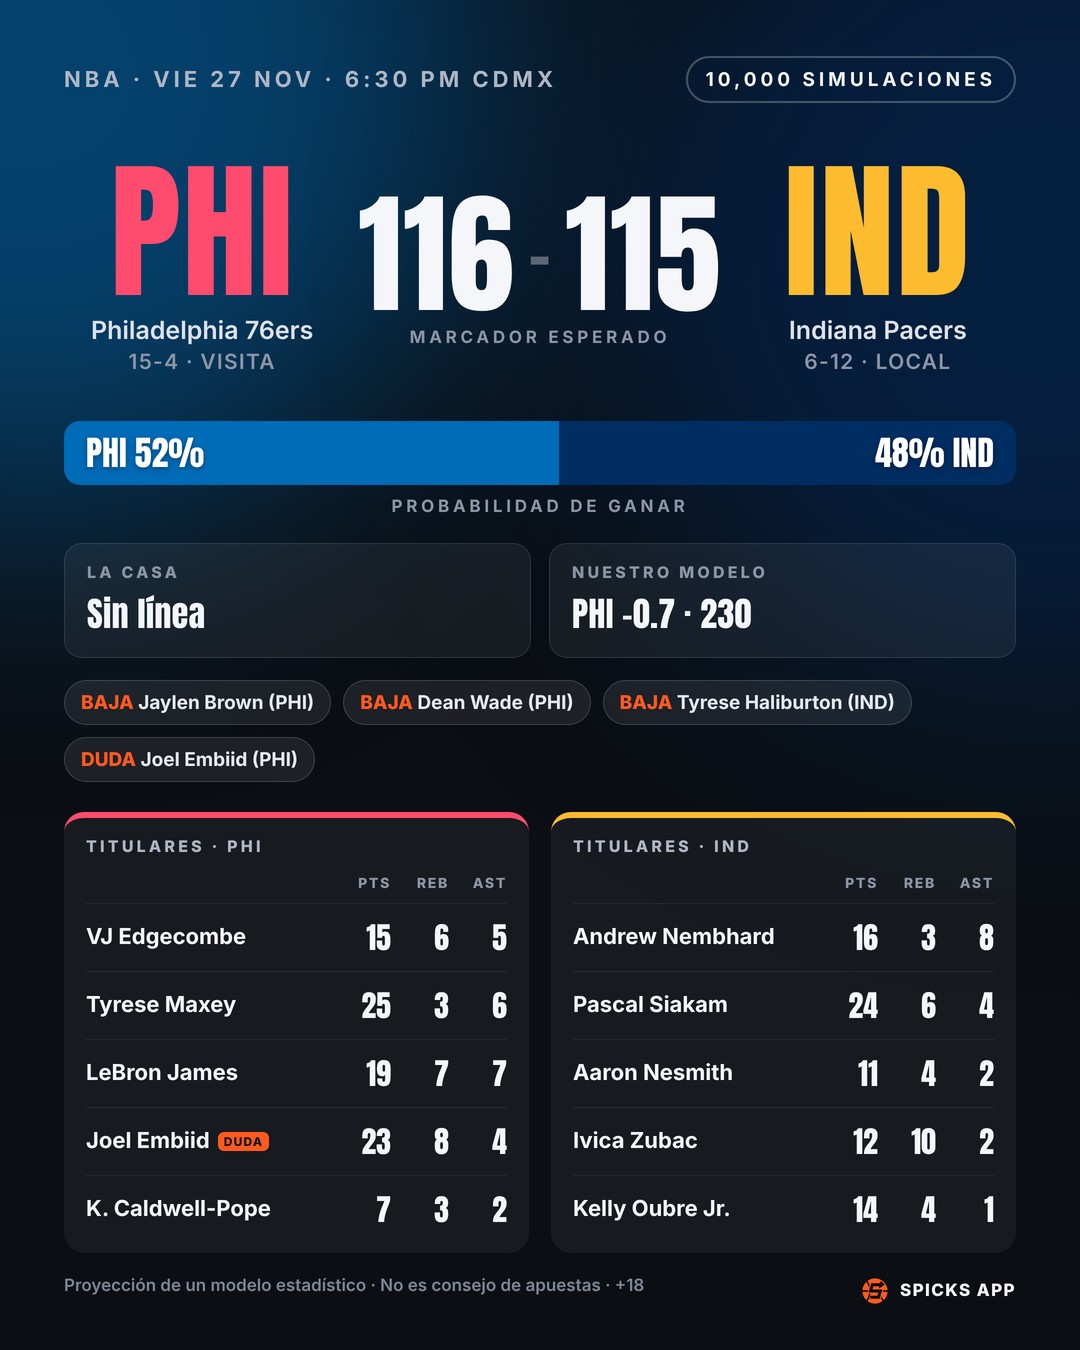 NBA · VIE 27 NOV · 6:30 PM CDMX
10,000 SIMULACIONES
PHI
116 - 115
IND
Philadelphia 76ers
MARCADOR ESPERADO
Indiana Pacers
15-4 · VISITA
6-12 · LOCAL
PHI 52%
48% IND
PROBABILIDAD DE GANAR
LA CASA
Sin línea
NUESTRO MODELO
PHI -0.7 · 230
BAJA Jaylen Brown (PHI)
BAJA Dean Wade (PHI)
BAJA Tyrese Haliburton (IND)
DUDA Joel Embiid (PHI)
TITULARES · PHI
PTS REB AST
VJ Edgecombe 15 6 5
Tyrese Maxey 25 3 6
LeBron James 19 7 7
Joel Embiid DUDA 23 8 4
K. Caldwell-Pope 7 3 2
TITULARES · IND
PTS REB AST
Andrew Nembhard 16 3 8
Pascal Siakam 24 6 4
Aaron Nesmith 11 4 2
Ivica Zubac 12 10 2
Kelly Oubre Jr. 14 4 1
Proyección de un modelo estadístico · No es consejo de apuestas · +18
SPICKS APP